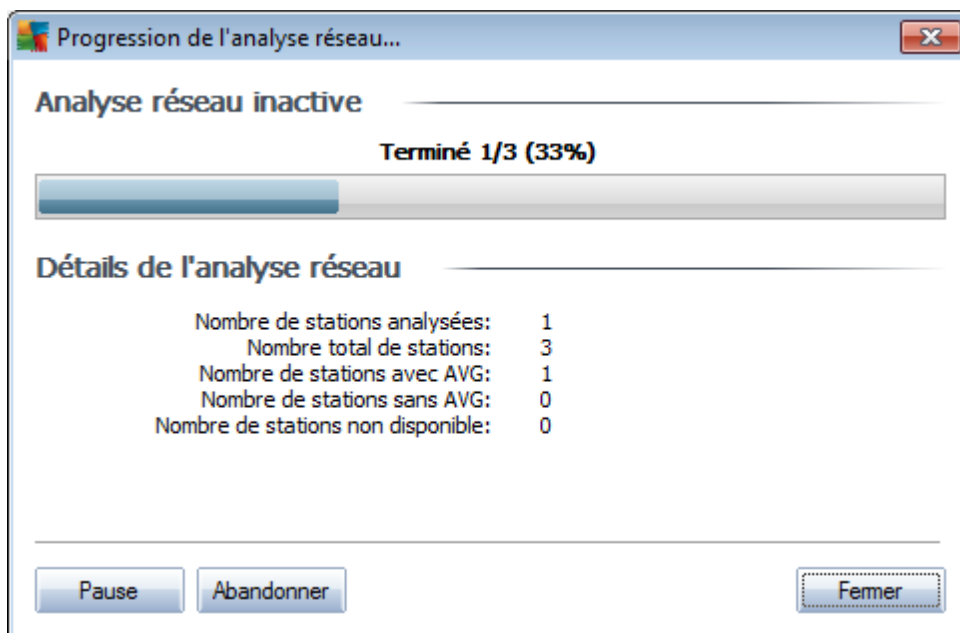 Progression de l'analyse réseau...
Analyse réseau inactive
Terminé 1/3 (33%)
Détails de l'analyse réseau
Nombre de stations analysées: 1
Nombre total de stations: 3
Nombre de stations avec AVG: 1
Nombre de stations sans AVG: 0
Nombre de stations non disponible: 0
Pause Abandonner Fermer